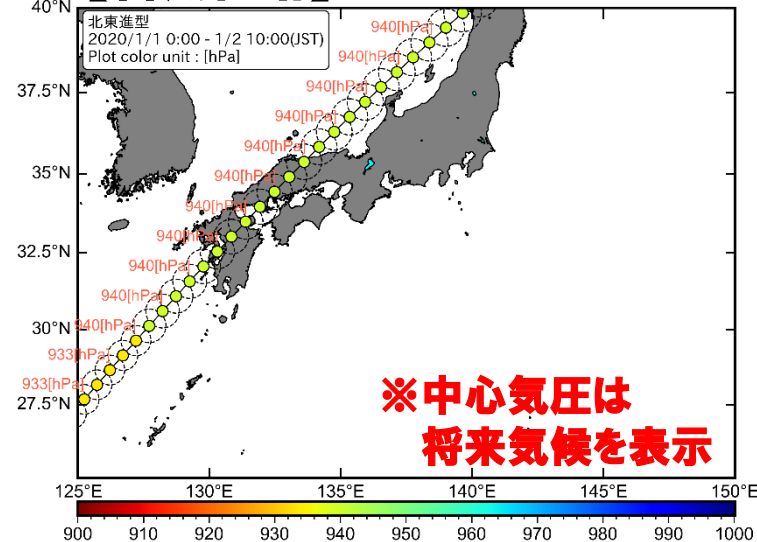 40°N
北東進型
2020/1/1 0:00 - 1/2 10:00(JST)
Plot color unit : [hPa]
940[hPa]
940[hPa]
37.5°N
940[hPa]
940[hPa]
940[hPa]
35°N
940[hPa]
940[hPa]
940[hPa]
32.5°N
940[hPa]
940[hPa]
30°N
940[hPa]
933[hPa]
933[hPa]
27.5°N
※中心気圧は
将来気候を表示
125°E 130°E 135°E 140°E 145°E 150°E
900 910 920 930 940 950 960 970 980 990 1000